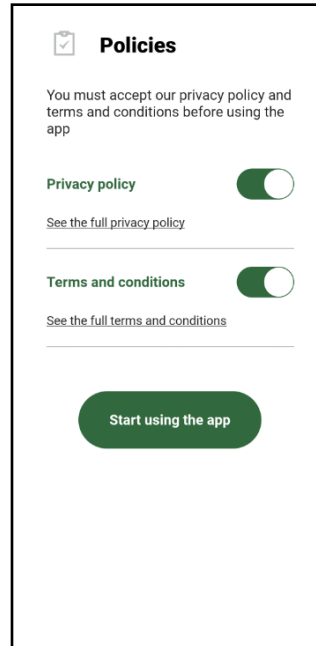 Policies
You must accept our privacy policy and
terms and conditions before using the
app
Privacy policy
See the full privacy policy
Terms and conditions
See the full terms and conditions
Start using the app